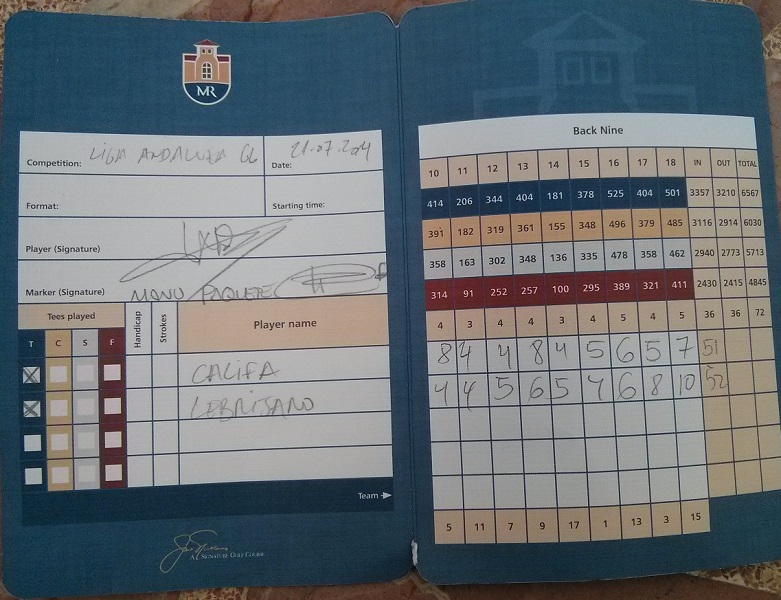 MR
Competition: LIGA ANDALUZA GL
Date: 21.07.2014
Format:
Starting time:
Player (Signature)
Marker (Signature) MANU PAQUETE
Tees played
Handicap
Strokes
Player name
T C S F
CALIFA
LEBRIJANO
Team
A SIGNATURE GOLF COURSE
Back Nine
10 11 12 13 14 15 16 17 18 IN OUT TOTAL
414 206 344 404 181 378 525 404 501 3357 3210 6567
391 182 319 361 155 348 496 379 485 3116 2914 6030
358 163 302 348 136 335 478 358 462 2940 2773 5713
314 91 252 257 100 295 389 321 411 2430 2415 4845
4 3 4 4 3 4 5 4 5 36 36 72
8 4 4 8 4 5 6 5 7 51
4 4 5 6 5 4 6 8 10 52
5 11 7 9 17 1 13 3 15